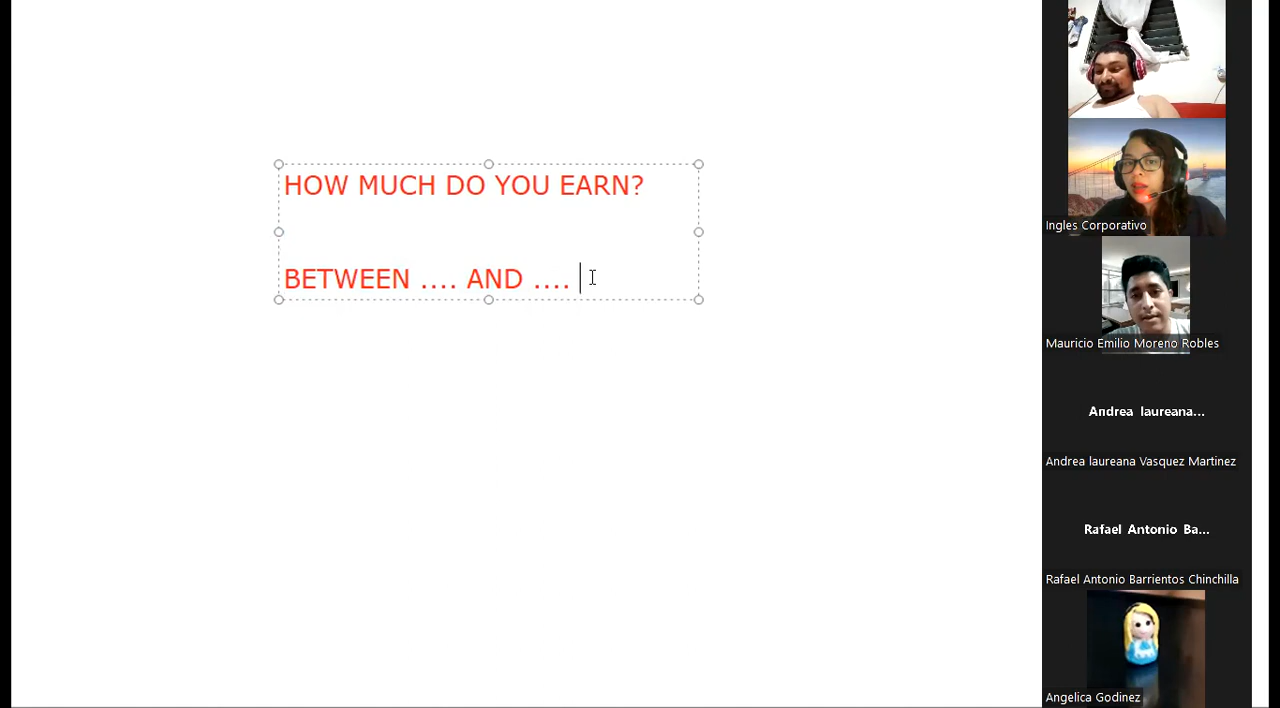 HOW MUCH DO YOU EARN?
BETWEEN .... AND ....
Ingles Corporativo
Mauricio Emilio Moreno Robles
Andrea laureana...
Andrea laureana Vasquez Martinez
Rafael Antonio Ba...
Rafael Antonio Barrientos Chinchilla
Angelica Godinez